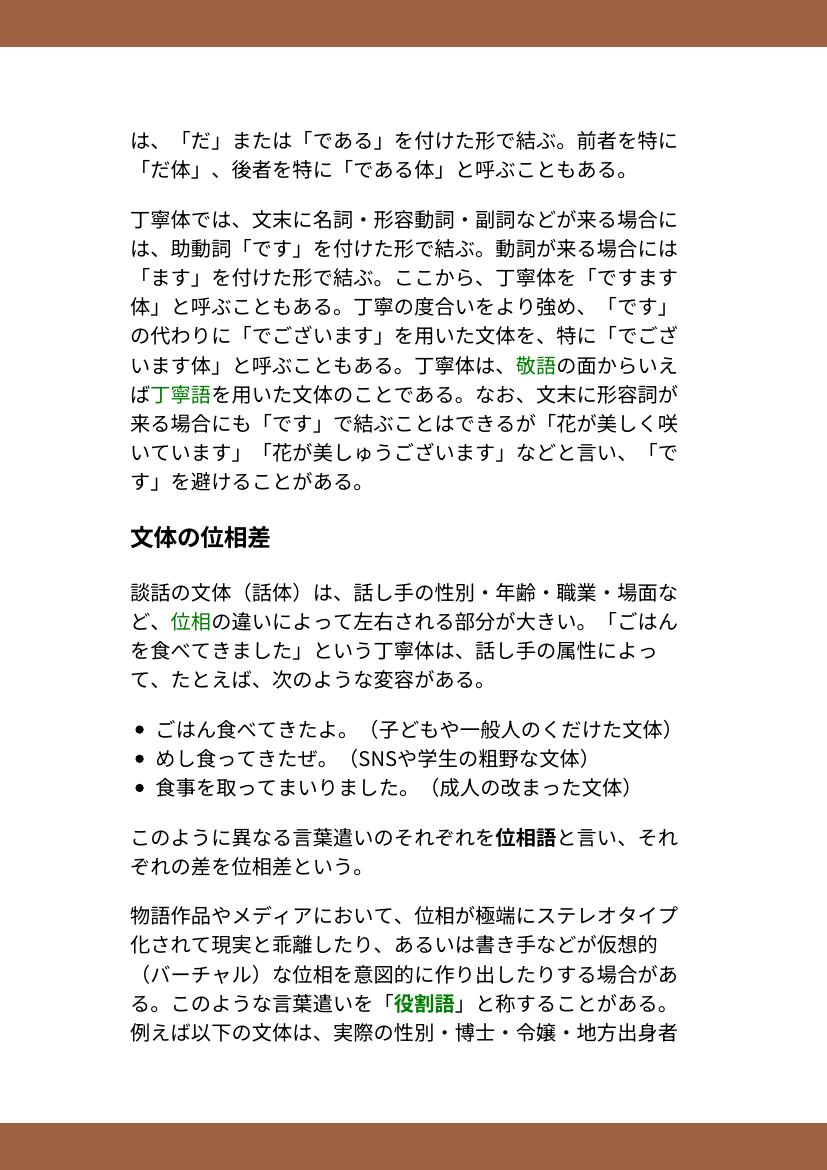 は、「だ」または「である」を付けた形で結ぶ。前者を特に
「だ体」、後者を特に「である体」と呼ぶこともある。
丁寧体では、文末に名詞・形容動詞・副詞などが来る場合に
は、助動詞「です」を付けた形で結ぶ。動詞が来る場合には
「ます」を付けた形で結ぶ。ここから、丁寧体を「ですます
体」と呼ぶこともある。丁寧の度合いをより強め、「です」
の代わりに「でございます」を用いた文体を、特に「でござ
います体」と呼ぶこともある。丁寧体は、敬語の面からいえ
ば丁寧語を用いた文体のことである。なお、文末に形容詞が
来る場合にも「です」で結ぶことはできるが「花が美しく咲
いています」「花が美しゅうございます」などと言い、「で
す」を避けることがある。
文体の位相差
談話の文体（話体）は、話し手の性別・年齢・職業・場面な
ど、位相の違いによって左右される部分が大きい。「ごはん
を食べてきました」という丁寧体は、話し手の属性によっ
て、たとえば、次のような変容がある。
• ごはん食べてきたよ。（子どもや一般人のくだけた文体）
• めし食ってきたぜ。（SNSや学生の粗野な文体）
• 食事を取ってまいりました。（成人の改まった文体）
このように異なる言葉遣いのそれぞれを位相語と言い、それ
ぞれの差を位相差という。
物語作品やメディアにおいて、位相が極端にステレオタイプ
化されて現実と乖離したり、あるいは書き手などが仮想的
（バーチャル）な位相を意図的に作り出したりする場合があ
る。このような言葉遣いを「役割語」と称することがある。
例えば以下の文体は、実際の性別・博士・令嬢・地方出身者